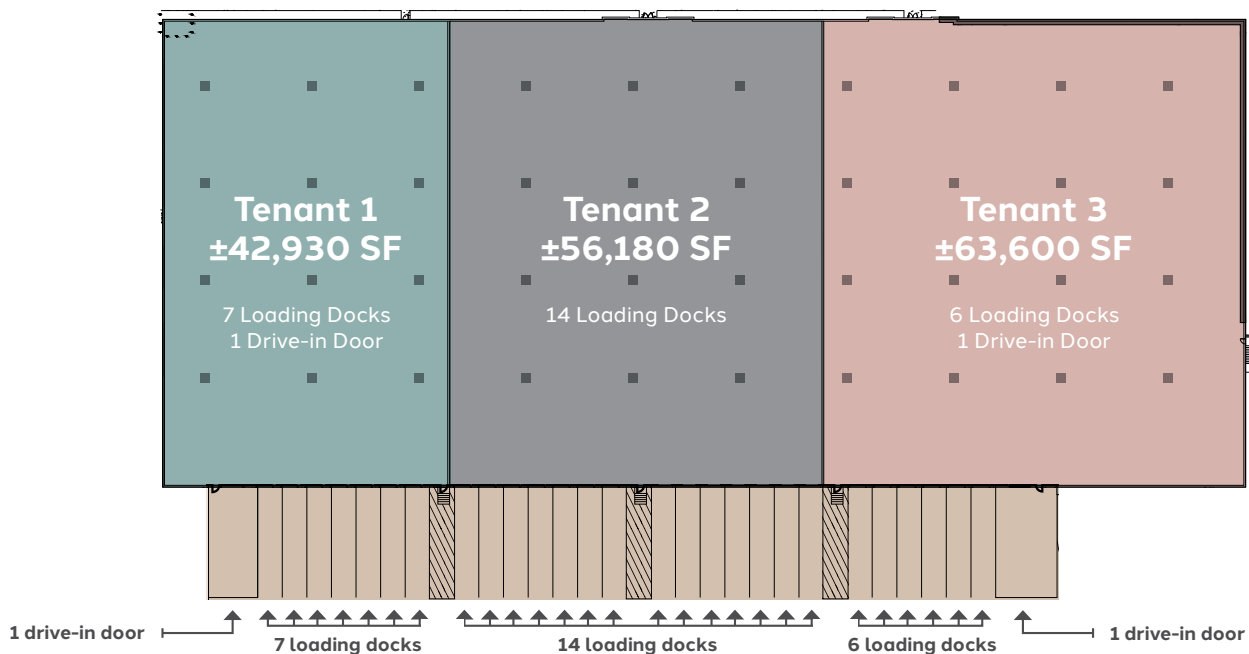 Tenant 1
±42,930 SF
7 Loading Docks
1 Drive-in Door
Tenant 2
±56,180 SF
14 Loading Docks
Tenant 3
±63,600 SF
6 Loading Docks
1 Drive-in Door
1 drive-in door
7 loading docks
14 loading docks
6 loading docks
1 drive-in door